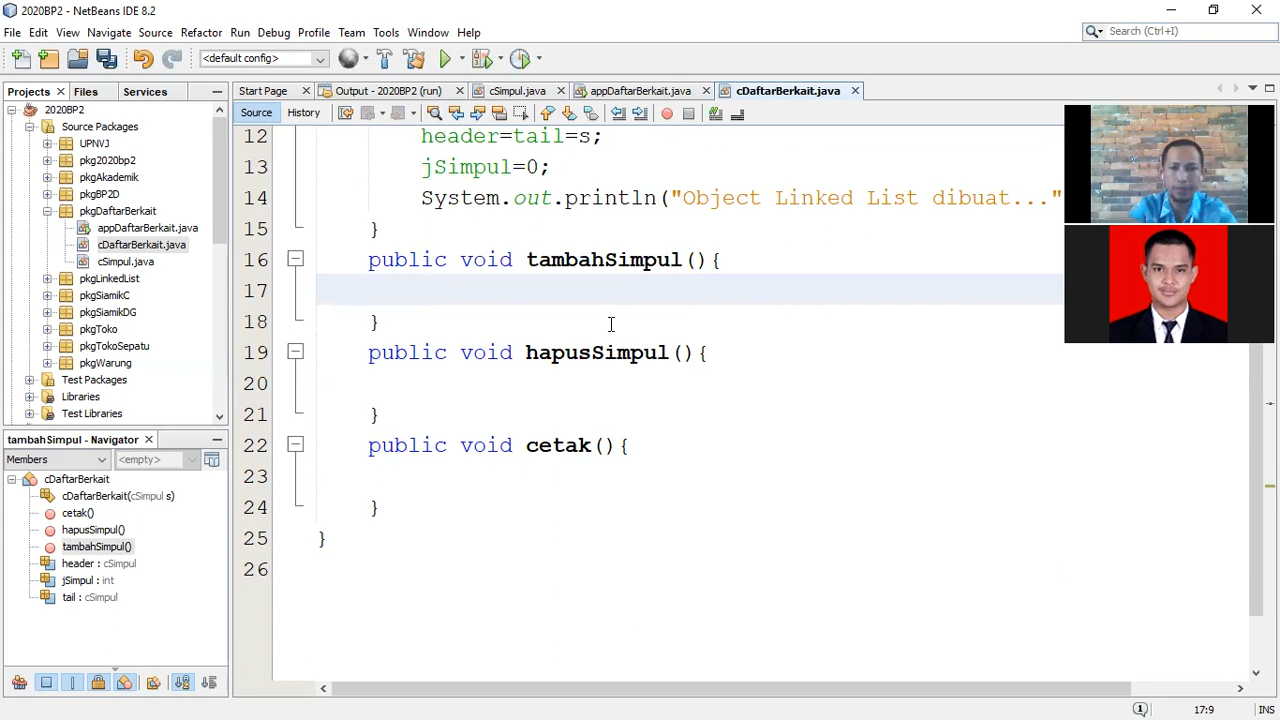 2020BP2 - NetBeans IDE 8.2
File Edit View Navigate Source Refactor Run Debug Profile Team Tools Window Help
Search (Ctrl+I)
<default config>
Projects Files Services
Start Page Output - 2020BP2 (run) cSimpul.java appDaftarBerkait.java cDaftarBerkait.java
Source History
2020BP2
Source Packages
UPNVJ
pkg2020bp2
pkgAkademik
pkgBP2D
pkgDaftarBerkait
appDaftarBerkait.java
cDaftarBerkait.java
cSimpul.java
pkgLinkedList
pkgSiamikC
pkgSiamikDG
pkgToko
pkgTokoSepatu
pkgWarung
Test Packages
Libraries
Test Libraries
12 header=tail=s;
13 jSimpul=0;
14 System.out.println("Object Linked List dibuat..."
15 }
16 public void tambahSimpul(){
17
18 }
19 public void hapusSimpul(){
20
21 }
22 public void cetak(){
23
24 }
25 }
26
tambahSimpul - Navigator
Members <empty>
cDaftarBerkait
cDaftarBerkait(cSimpul s)
cetak()
hapusSimpul()
tambahSimpul()
header : cSimpul
jSimpul : int
tail : cSimpul
17:9 INS